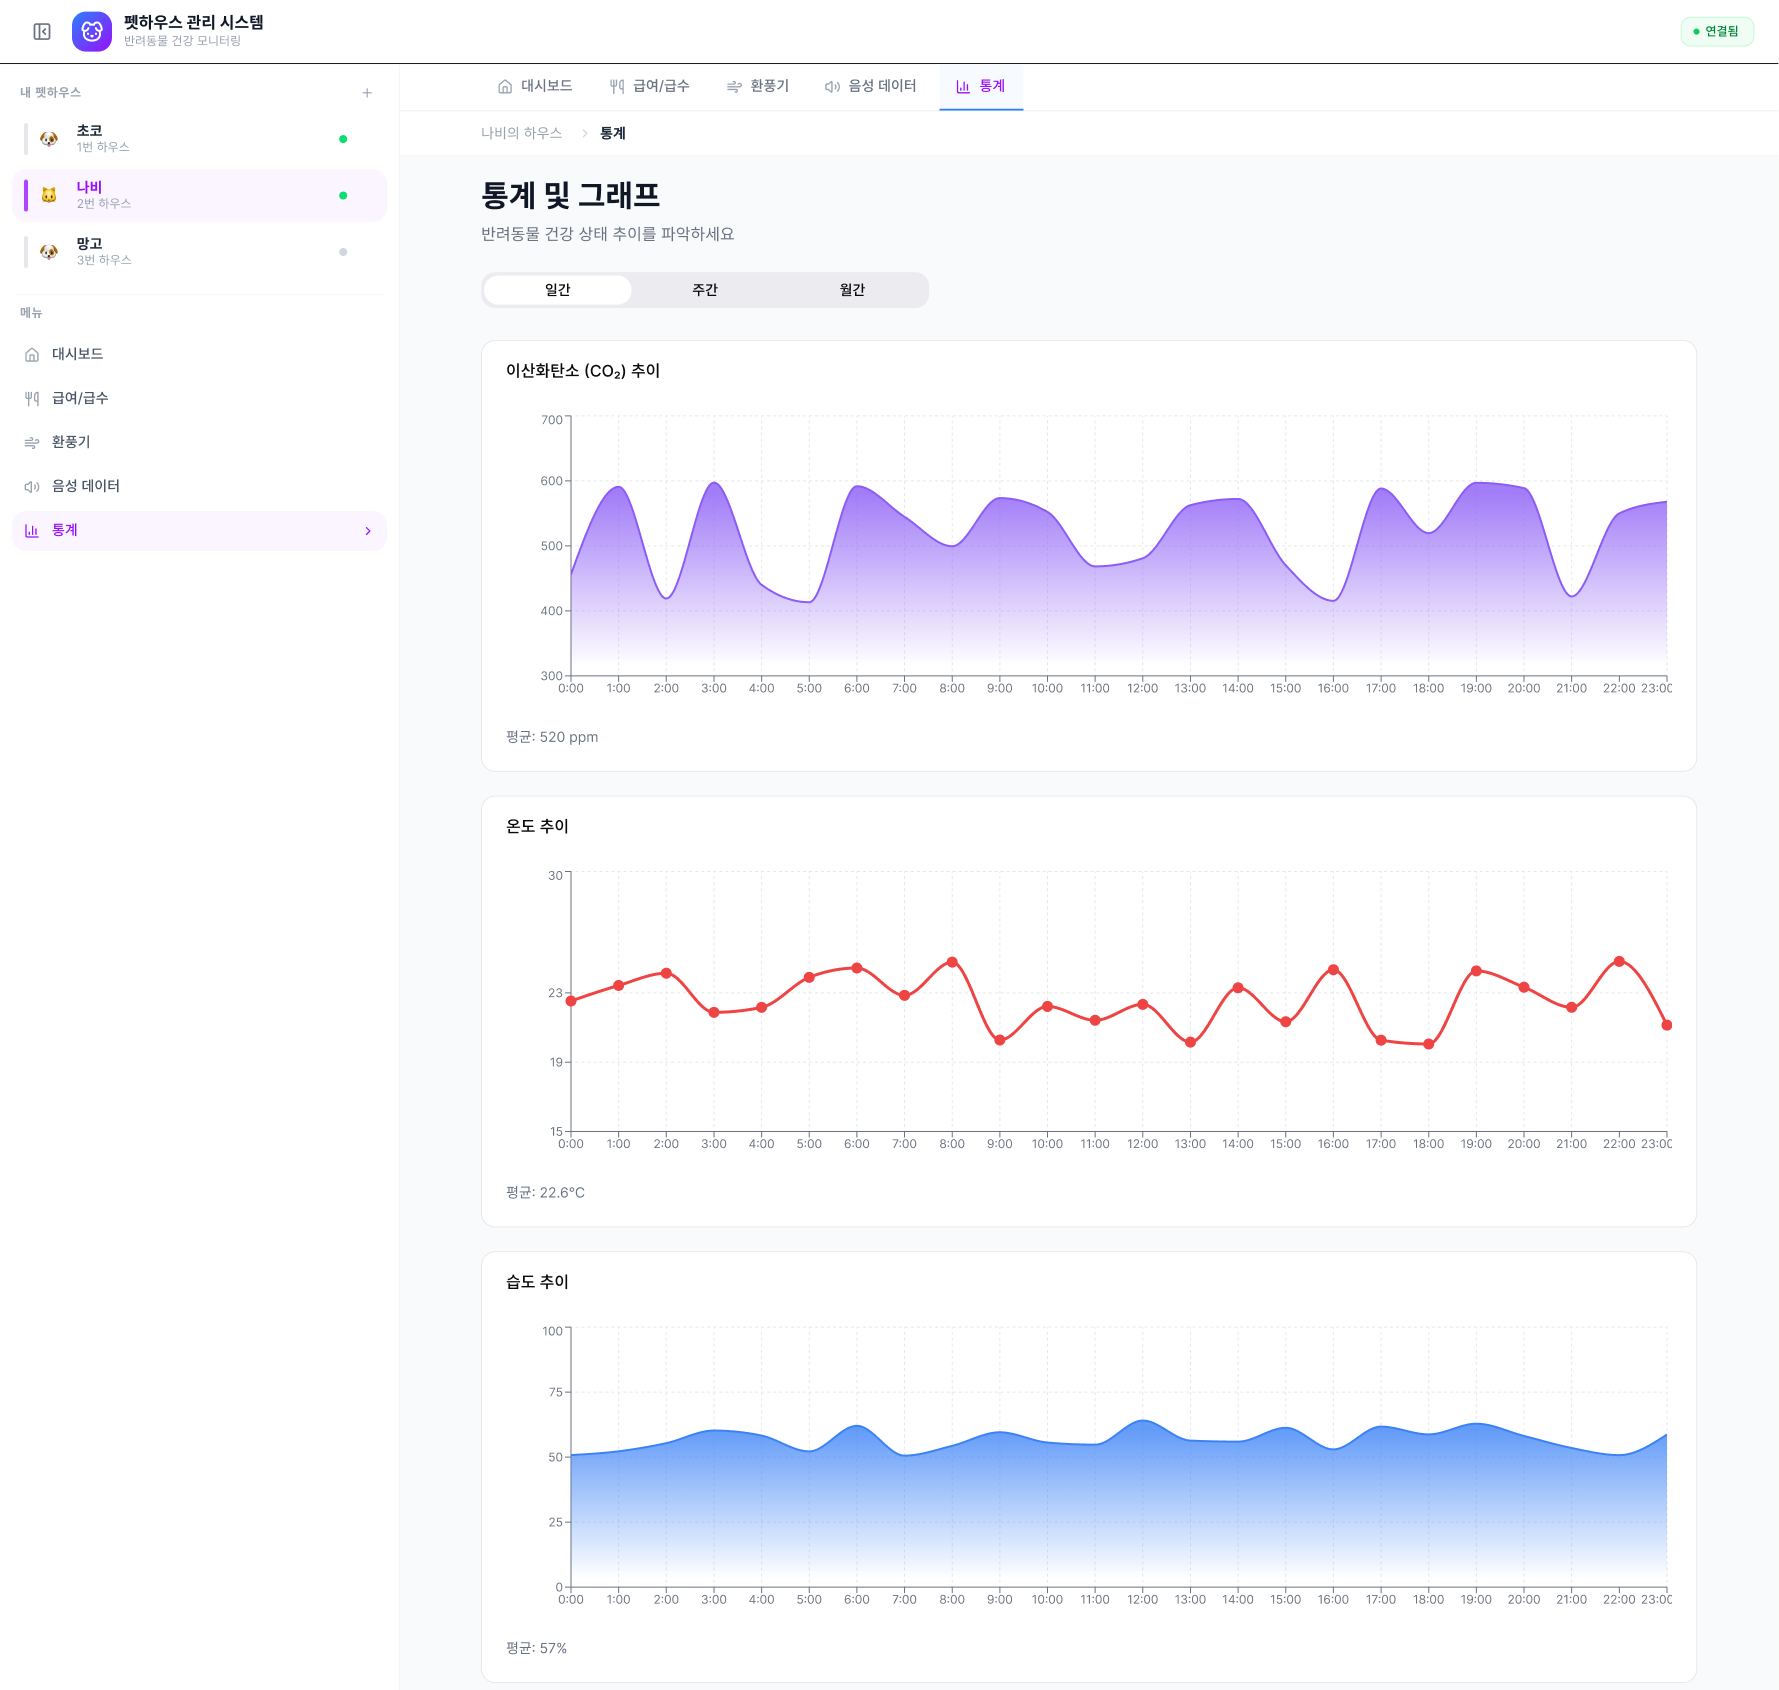 펫하우스 관리 시스템
반려동물 건강 모니터링
연결됨
내 펫하우스
초코
1번 하우스
나비
2번 하우스
망고
3번 하우스
메뉴
대시보드
급여/급수
환풍기
음성 데이터
통계
대시보드 급여/급수 환풍기 음성 데이터 통계
나비의 하우스 통계
통계 및 그래프
반려동물 건강 상태 추이를 파악하세요
일간 주간 월간
이산화탄소 (CO₂) 추이
700
600
500
400
300
0:00 1:00 2:00 3:00 4:00 5:00 6:00 7:00 8:00 9:00 10:00 11:00 12:00 13:00 14:00 15:00 16:00 17:00 18:00 19:00 20:00 21:00 22:00 23:00
평균: 520 ppm
온도 추이
30
23
19
15
0:00 1:00 2:00 3:00 4:00 5:00 6:00 7:00 8:00 9:00 10:00 11:00 12:00 13:00 14:00 15:00 16:00 17:00 18:00 19:00 20:00 21:00 22:00 23:00
평균: 22.6°C
습도 추이
100
75
50
25
0
0:00 1:00 2:00 3:00 4:00 5:00 6:00 7:00 8:00 9:00 10:00 11:00 12:00 13:00 14:00 15:00 16:00 17:00 18:00 19:00 20:00 21:00 22:00 23:00
평균: 57%